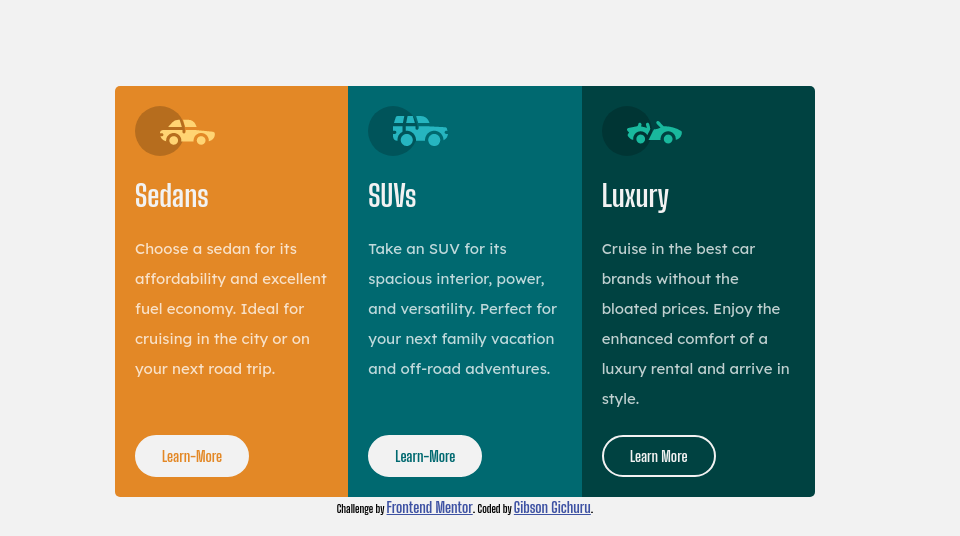 Sedans
Choose a sedan for its
affordability and excellent
fuel economy. Ideal for
cruising in the city or on
your next road trip.
Learn-More
SUVs
Take an SUV for its
spacious interior, power,
and versatility. Perfect for
your next family vacation
and off-road adventures.
Learn-More
Luxury
Cruise in the best car
brands without the
bloated prices. Enjoy the
enhanced comfort of a
luxury rental and arrive in
style.
Learn More
Challenge by Frontend Mentor. Coded by Gibson Gichuru.